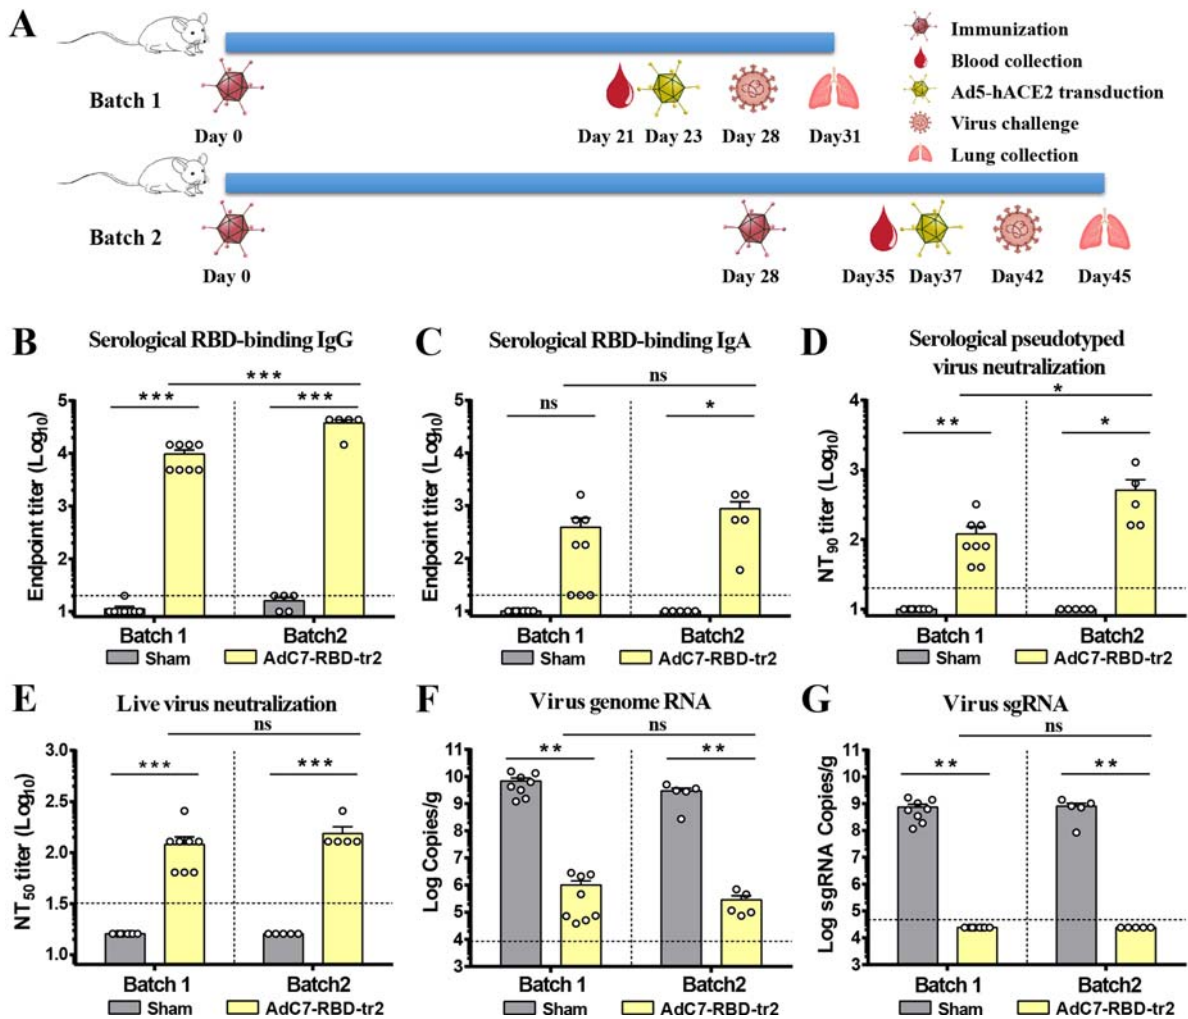 A
Batch 1
Day 0
Day 21
Day 23
Day 28
Day31
Immunization
Blood collection
Ad5-hACE2 transduction
Virus challenge
Lung collection
Batch 2
Day 0
Day 28
Day35
Day37
Day42
Day45
B
Serological RBD-binding IgG
***
***
***
Endpoint titer (Log10)
5
4
3
2
1
Batch 1
Batch2
Sham
AdC7-RBD-tr2
C
Serological RBD-binding IgA
ns
ns
*
Endpoint titer (Log10)
5
4
3
2
1
Batch 1
Batch2
Sham
AdC7-RBD-tr2
D
Serological pseudotyped
virus neutralization
*
**
*
NT90 titer (Log10)
4
3
2
1
Batch 1
Batch2
Sham
AdC7-RBD-tr2
E
Live virus neutralization
ns
***
***
NT50 titer (Log10)
3.0
2.5
2.0
1.5
1.0
Batch 1
Batch2
Sham
AdC7-RBD-tr2
F
Virus genome RNA
ns
**
**
Log Copies/g
11
10
9
8
7
6
5
4
3
Batch 1
Batch2
Sham
AdC7-RBD-tr2
G
Virus sgRNA
ns
**
**
Log sgRNA Copies/g
11
10
9
8
7
6
5
4
3
Batch 1
Batch2
Sham
AdC7-RBD-tr2